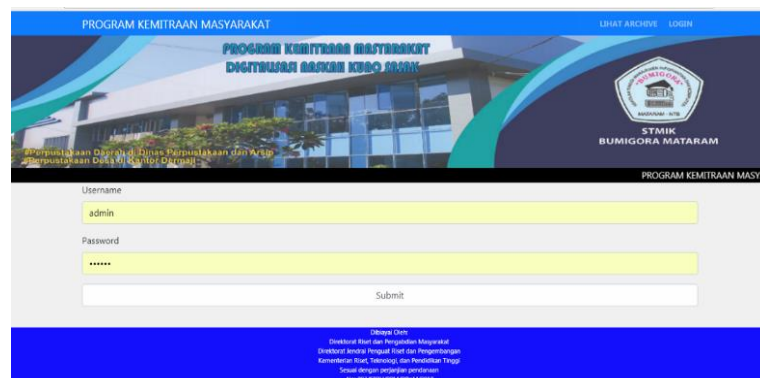 PROGRAM KEMITRAAN MASYARAKAT
LIHAT ARCHIVE LOGIN
PROGRAM KEMITRAAN MASYARAKAT
DIGITALISASI NASKAH KUNO SASAK
"BUMIGORA"
MATARAM - NTB
STMIK
BUMIGORA MATARAM
#Perpustakaan Daerah di Dinas Perpustakaan dan Arsip
#Perpustakaan Desa di Kantor Dermaji
PROGRAM KEMITRAAN MASY
Username
admin
Password
••••••
Submit
Dibiayai Oleh:
Direktorat Riset dan Pengabdian Masyarakat
Direktorat Jendral Penguat Riset dan Pengembangan
Kementerian Riset, Teknologi, dan Pendidikan Tinggi
Sesuai dengan perjanjian pendanaan